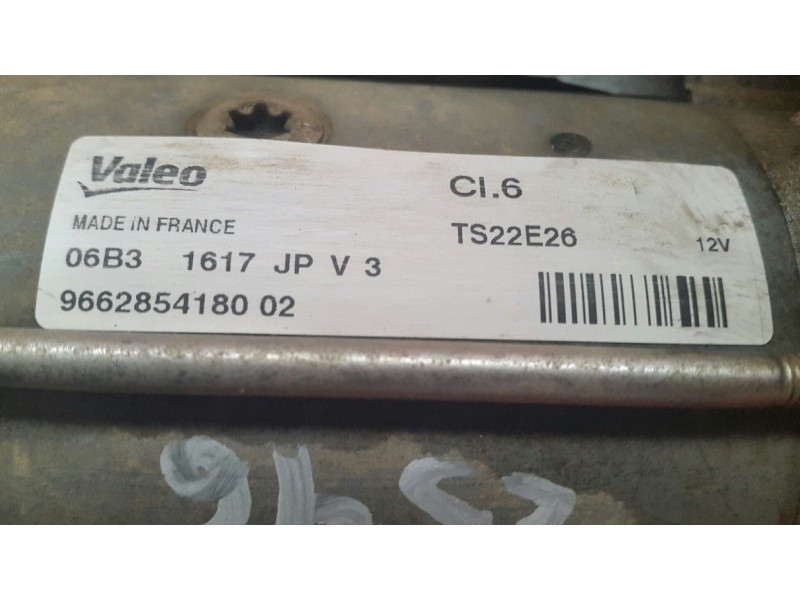 Valeo
Cl.6
MADE IN FRANCE
TS22E26
12V
06B3 1617 JP V 3
9662854180 02